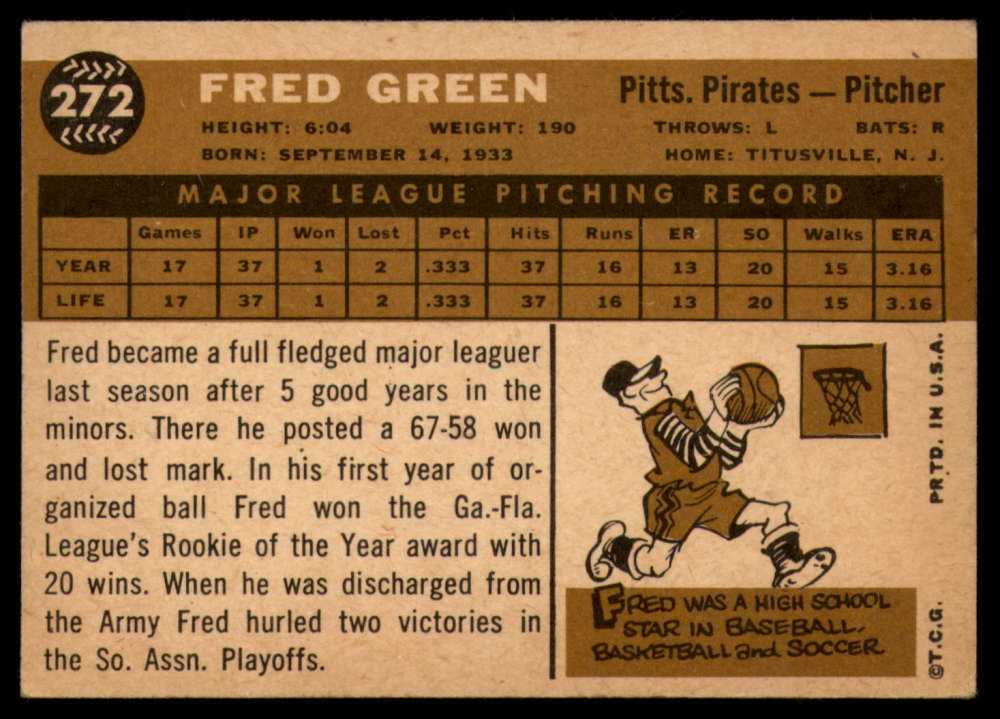 272
FRED GREEN
Pitts. Pirates — Pitcher
HEIGHT: 6:04 WEIGHT: 190 THROWS: L BATS: R
BORN: SEPTEMBER 14, 1933 HOME: TITUSVILLE, N. J.
MAJOR LEAGUE PITCHING RECORD
Games IP Won Lost Pct Hits Runs ER SO Walks ERA
YEAR 17 37 1 2 .333 37 16 13 20 15 3.16
LIFE 17 37 1 2 .333 37 16 13 20 15 3.16
Fred became a full fledged major leaguer
last season after 5 good years in the
minors. There he posted a 67-58 won
and lost mark. In his first year of or-
ganized ball Fred won the Ga.-Fla.
League's Rookie of the Year award with
20 wins. When he was discharged from
the Army Fred hurled two victories in
the So. Assn. Playoffs.
FRED WAS A HIGH SCHOOL
STAR IN BASEBALL,
BASKETBALL and SOCCER
PRTD. IN U.S.A.
©T.C.G.